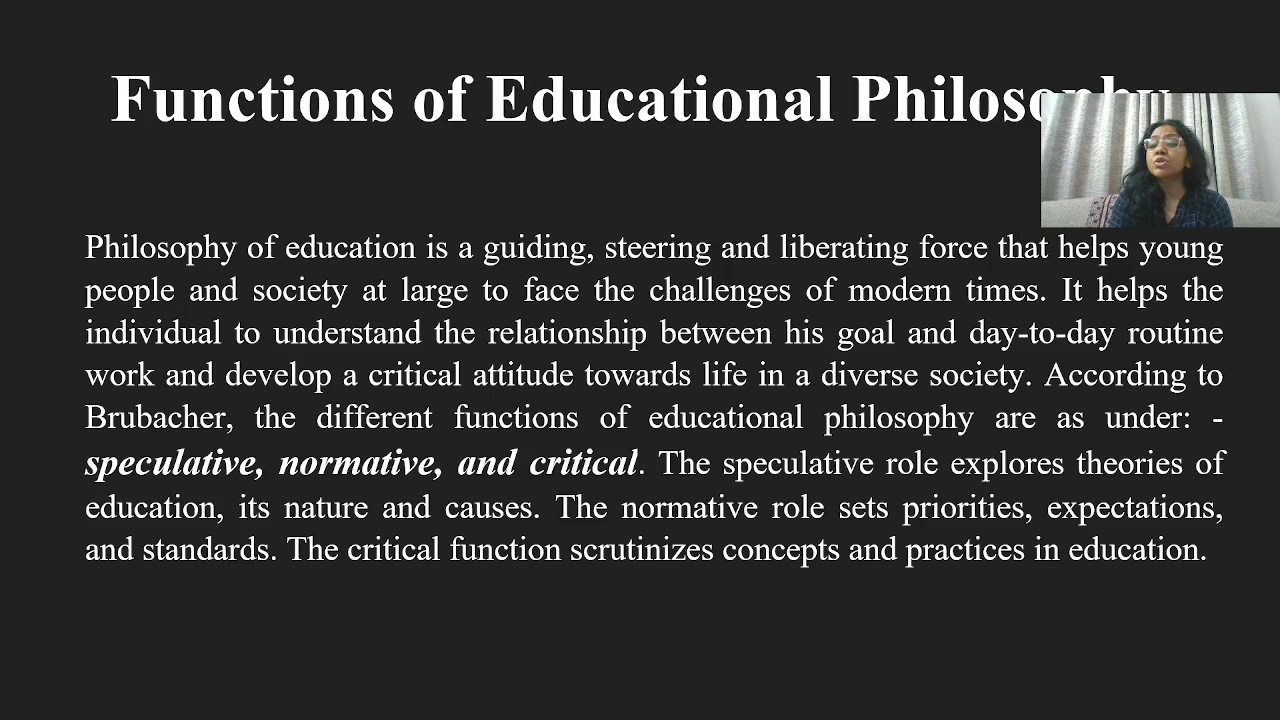 Functions of Educational Philosophy
Philosophy of education is a guiding, steering and liberating force that helps young
people and society at large to face the challenges of modern times. It helps the
individual to understand the relationship between his goal and day-to-day routine
work and develop a critical attitude towards life in a diverse society. According to
Brubacher, the different functions of educational philosophy are as under: -
speculative, normative, and critical. The speculative role explores theories of
education, its nature and causes. The normative role sets priorities, expectations,
and standards. The critical function scrutinizes concepts and practices in education.